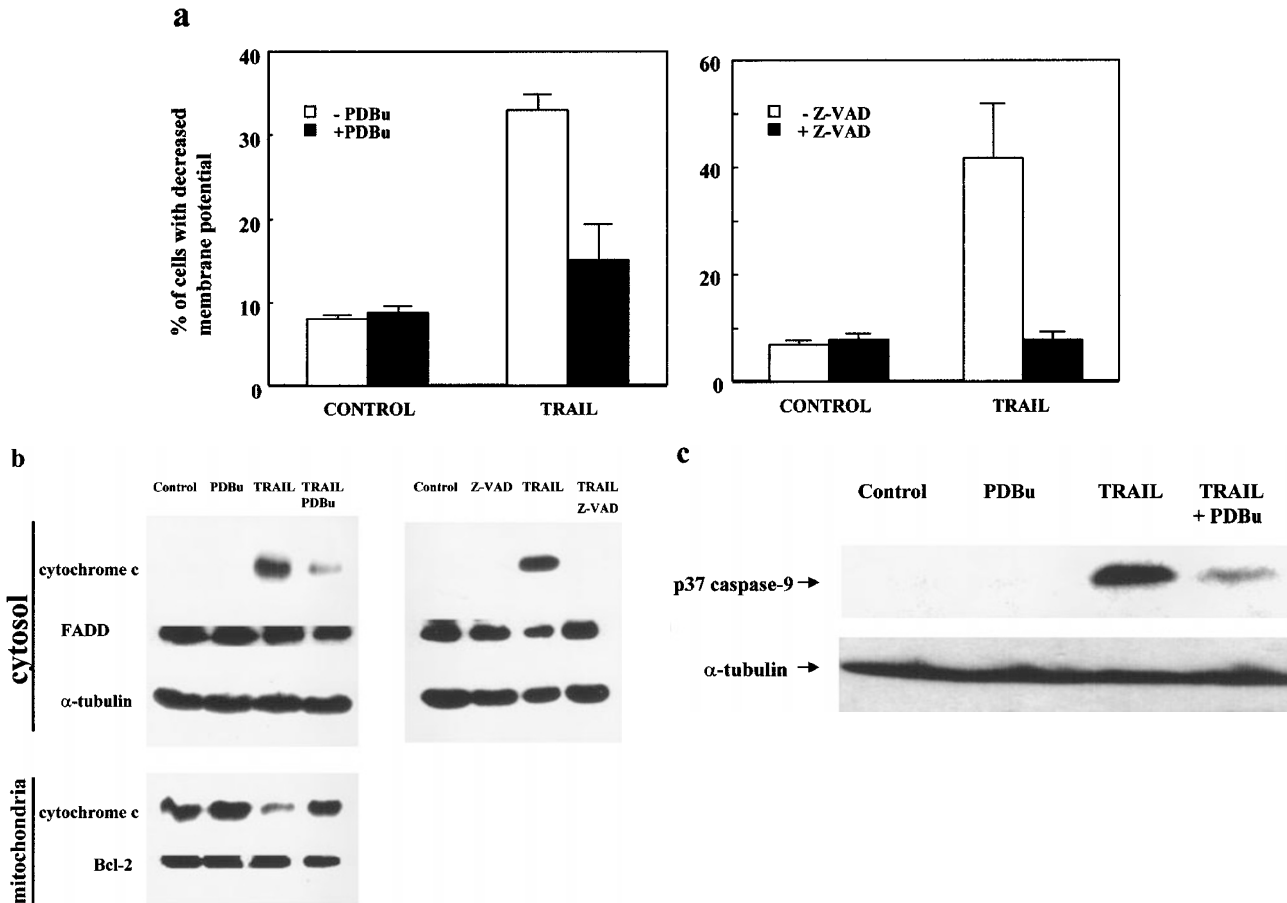 a
% of cells with decreased
membrane potential
40
30
20
10
0
- PDBu
+PDBu
CONTROL
TRAIL
60
40
20
0
- Z-VAD
+ Z-VAD
CONTROL
TRAIL
b
Control PDBu TRAIL TRAIL
PDBu
Control Z-VAD TRAIL TRAIL
Z-VAD
cytosol
cytochrome c
FADD
α-tubulin
mitochondria
cytochrome c
Bcl-2
c
Control PDBu TRAIL TRAIL
+ PDBu
p37 caspase-9 →
α-tubulin →